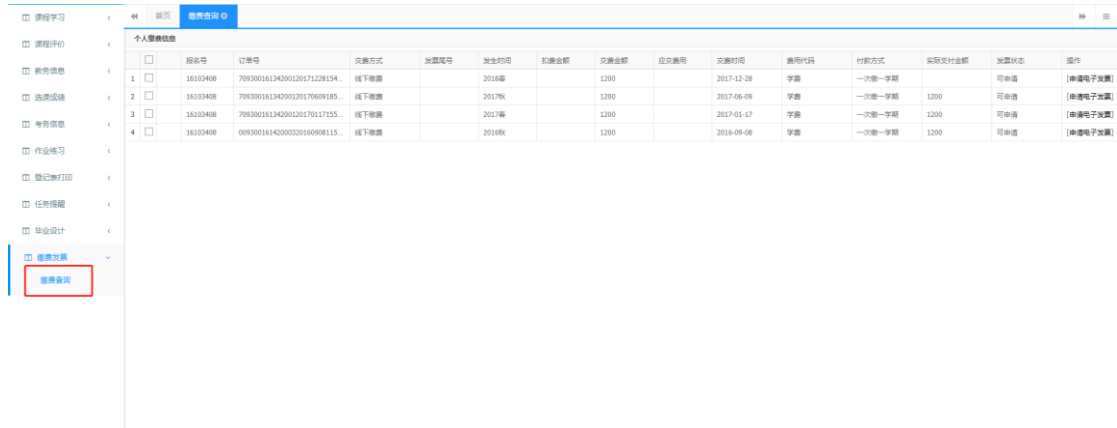 课程学习
首页 缴费查询
课程评价
个人缴费信息
教务信息
报名号 订单号 交费方式 发票尾号 发生时间 扣费金额 交费金额 应交费用 交费时间 费用代码 付款方式 实际交付金额 发票状态 操作
1 16103408 70930016134200120171228154... 线下缴费 2018春 1200 2017-12-28 学费 一次缴一学期 可申请 [申请电子发票]
选课成绩
2 16103408 70930016134200120170609185... 线下缴费 2017秋 1200 2017-06-09 学费 一次缴一学期 1200 可申请 [申请电子发票]
3 16103408 70930016134200120170117155... 线下缴费 2017春 1200 2017-01-17 学费 一次缴一学期 1200 可申请 [申请电子发票]
考务信息
4 16103408 00930016142000320160908115... 线下缴费 2016秋 1200 2016-09-08 学费 一次缴一学期 1200 可申请 [申请电子发票]
作业练习
登记表打印
任务提醒
毕业设计
缴费发票
缴费查询